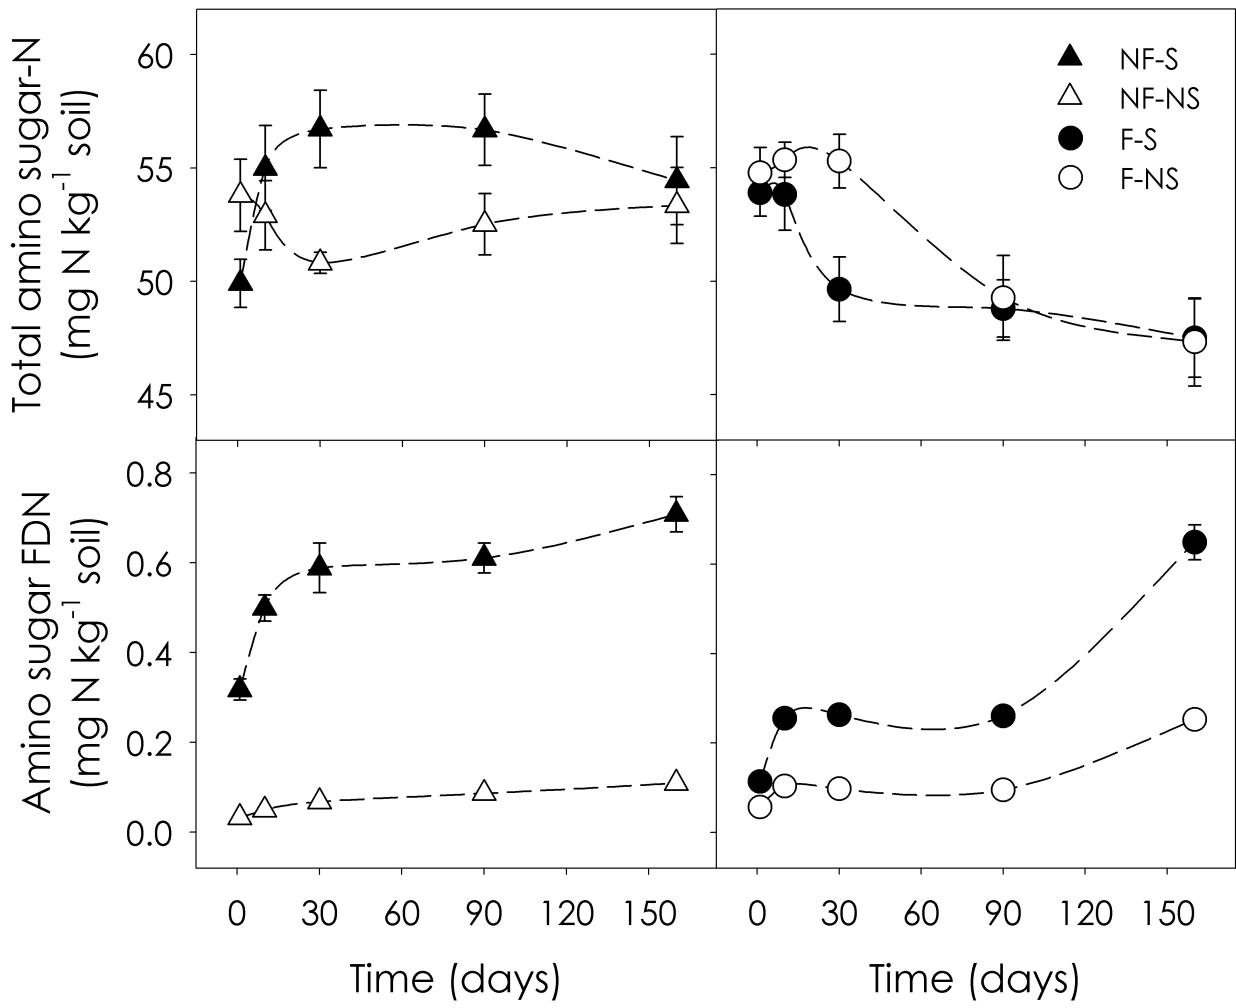 Total amino sugar-N
(mg N kg⁻¹ soil)
60
55
50
45
NF-S
NF-NS
F-S
F-NS
Amino sugar FDN
(mg N kg⁻¹ soil)
0.8
0.6
0.4
0.2
0.0
0 30 60 90 120 150
0 30 60 90 120 150
Time (days)
Time (days)